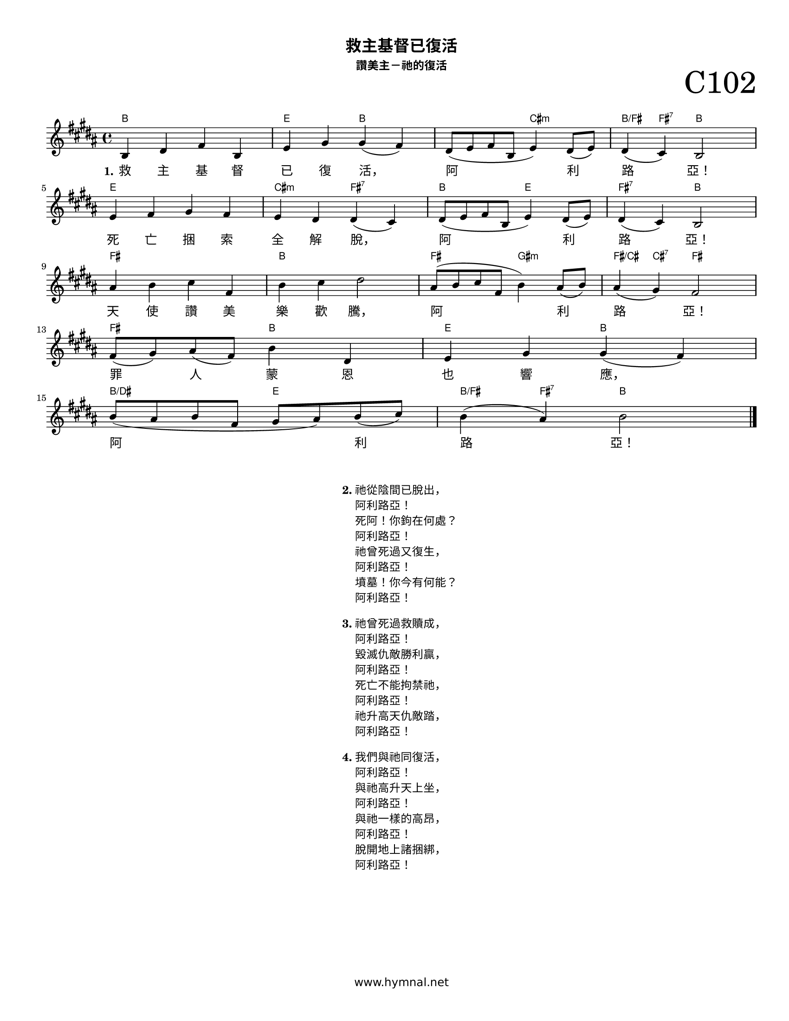 救主基督已復活
讚美主－祂的復活
C102
B E B C♯m B/F♯ F♯7 B
1. 救 主 基 督 已 復 活， 阿 利 路 亞！
5 E C♯m F♯7 B E F♯7 B
死 亡 捆 索 全 解 脫， 阿 利 路 亞！
9 F♯ B F♯ G♯m F♯/C♯ C♯7 F♯
天 使 讚 美 樂 歡 騰， 阿 利 路 亞！
13 F♯ B E B
罪 人 蒙 恩 也 響 應，
15 B/D♯ E B/F♯ F♯7 B
阿 利 路 亞！
2. 祂從陰間已脫出，
阿利路亞！
死阿！你鉤在何處？
阿利路亞！
祂曾死過又復生，
阿利路亞！
墳墓！你今有何能？
阿利路亞！
3. 祂曾死過救贖成，
阿利路亞！
毀滅仇敵勝利贏，
阿利路亞！
死亡不能拘禁祂，
阿利路亞！
祂升高天仇敵踏，
阿利路亞！
4. 我們與祂同復活，
阿利路亞！
與祂高升天上坐，
阿利路亞！
與祂一樣的高昂，
阿利路亞！
脫開地上諸捆綁，
阿利路亞！
www.hymnal.net